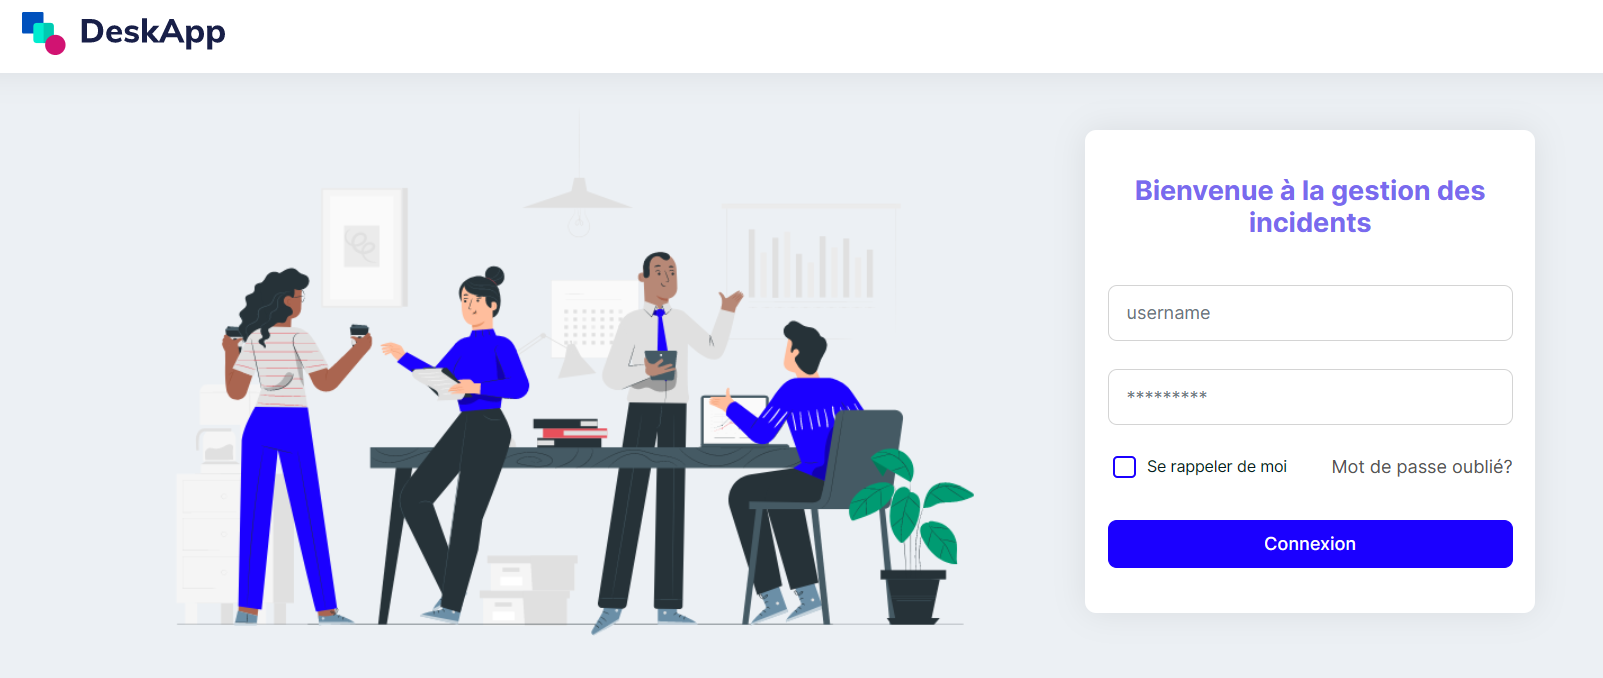 DeskApp
Bienvenue à la gestion des
incidents
username
*********
Se rappeler de moi
Mot de passe oublié?
Connexion